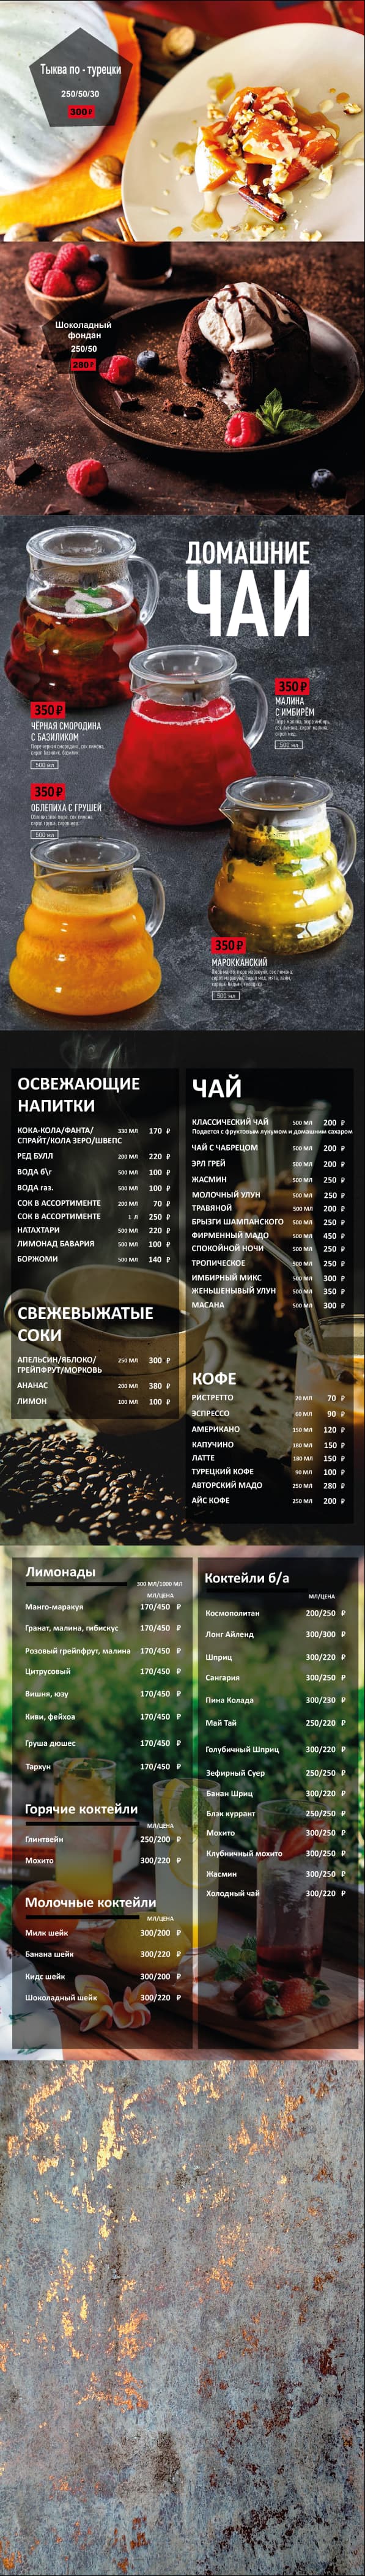 Тыква по - турецки
250/50/30
300 ₽
Шоколадный
фондан
250/50
280 ₽
ДОМАШНИЕ
ЧАИ
350 ₽
МАЛИНА
С ИМБИРЁМ
500 мл
350 ₽
ЧЁРНАЯ СМОРОДИНА
С БАЗИЛИКОМ
500 мл
350 ₽
ОБЛЕПИХА С ГРУШЕЙ
500 мл
350 ₽
МАРОККАНСКИЙ
500 мл
ОСВЕЖАЮЩИЕ
НАПИТКИ
КОКА-КОЛА/ФАНТА/ 330 МЛ 170 ₽
СПРАЙТ/КОЛА ЗЕРО/ШВЕПС
РЕД БУЛЛ 200 МЛ 220 ₽
ВОДА б\г 500 МЛ 100 ₽
ВОДА газ. 500 МЛ 100 ₽
СОК В АССОРТИМЕНТЕ 200 МЛ 70 ₽
СОК В АССОРТИМЕНТЕ 1 Л 250 ₽
НАТАХТАРИ 500 МЛ 220 ₽
ЛИМОНАД БАВАРИЯ 500 МЛ 100 ₽
БОРЖОМИ 500 МЛ 140 ₽
СВЕЖЕВЫЖАТЫЕ
СОКИ
АПЕЛЬСИН/ЯБЛОКО/ 250 МЛ 300 ₽
ГРЕЙПФРУТ/МОРКОВЬ
АНАНАС 200 МЛ 380 ₽
ЛИМОН 100 МЛ 100 ₽
ЧАЙ
КЛАССИЧЕСКИЙ ЧАЙ 500 МЛ 200 ₽
Подается с фруктовым лукумом и домашним сахаром
ЧАЙ С ЧАБРЕЦОМ 500 МЛ 200 ₽
ЭРЛ ГРЕЙ 500 МЛ 200 ₽
ЖАСМИН 500 МЛ 250 ₽
МОЛОЧНЫЙ УЛУН 500 МЛ 250 ₽
ТРАВЯНОЙ 500 МЛ 200 ₽
БРЫЗГИ ШАМПАНСКОГО 500 МЛ 250 ₽
ФИРМЕННЫЙ МАДО 500 МЛ 450 ₽
СПОКОЙНОЙ НОЧИ 500 МЛ 250 ₽
ТРОПИЧЕСКОЕ 500 МЛ 250 ₽
ИМБИРНЫЙ МИКС 500 МЛ 300 ₽
ЖЕНЬШЕНЫВЫЙ УЛУН 500 МЛ 350 ₽
МАСАНА 500 МЛ 300 ₽
КОФЕ
РИСТРЕТТО 20 МЛ 70 ₽
ЭСПРЕССО 60 МЛ 90 ₽
АМЕРИКАНО 150 МЛ 120 ₽
КАПУЧИНО 180 МЛ 150 ₽
ЛАТТЕ 180 МЛ 150 ₽
ТУРЕЦКИЙ КОФЕ 90 МЛ 100 ₽
АВТОРСКИЙ МАДО 250 МЛ 280 ₽
АЙС КОФЕ 250 МЛ 200 ₽
Лимонады
300 МЛ/1000 МЛ
МЛ/ЦЕНА
Манго-маракуя 170/450 ₽
Гранат, малина, гибискус 170/450 ₽
Розовый грейпфрут, малина 170/450 ₽
Цитрусовый 170/450 ₽
Вишня, юзу 170/450 ₽
Киви, фейхоа 170/450 ₽
Груша дюшес 170/450 ₽
Тархун 170/450 ₽
Горячие коктейли
МЛ/ЦЕНА
Глинтвейн 250/200 ₽
Мохито 300/220 ₽
Молочные коктейли
МЛ/ЦЕНА
Милк шейк 300/200 ₽
Банана шейк 300/220 ₽
Кидс шейк 300/200 ₽
Шоколадный шейк 300/220 ₽
Коктейли б/а
МЛ/ЦЕНА
Космополитан 200/250 ₽
Лонг Айленд 300/300 ₽
Шприц 300/220 ₽
Сангария 300/250 ₽
Пина Колада 300/230 ₽
Май Тай 250/220 ₽
Голубичный Шприц 300/220 ₽
Зефирный Суер 250/250 ₽
Банан Шриц 300/220 ₽
Блэк куррант 250/250 ₽
Мохито 300/250 ₽
Клубничный мохито 300/250 ₽
Жасмин 300/250 ₽
Холодный чай 300/220 ₽